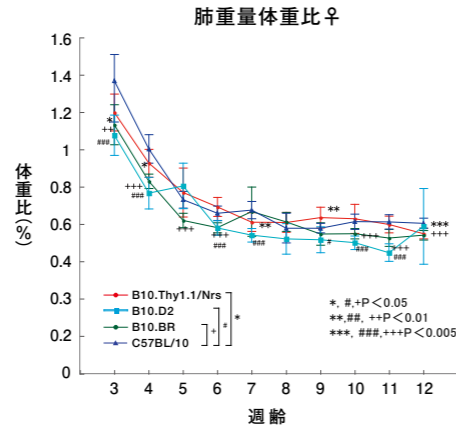 肺重量体重比♀
体重比(%)
1.6
1.4
1.2
1
0.8
0.6
0.4
0.3
0.2
0
*
++
###
*
+++
###
+++
+++
###
**
###
**
#
+++
###
+++
###
***
+++
B10.Thy1.1/Nrs
B10.D2
B10.BR
C57BL/10
+
#
*
*, #,+P<0.05
**,##, ++P<0.01
***, ###,+++P<0.005
3 4 5 6 7 8 9 10 11 12
週齢